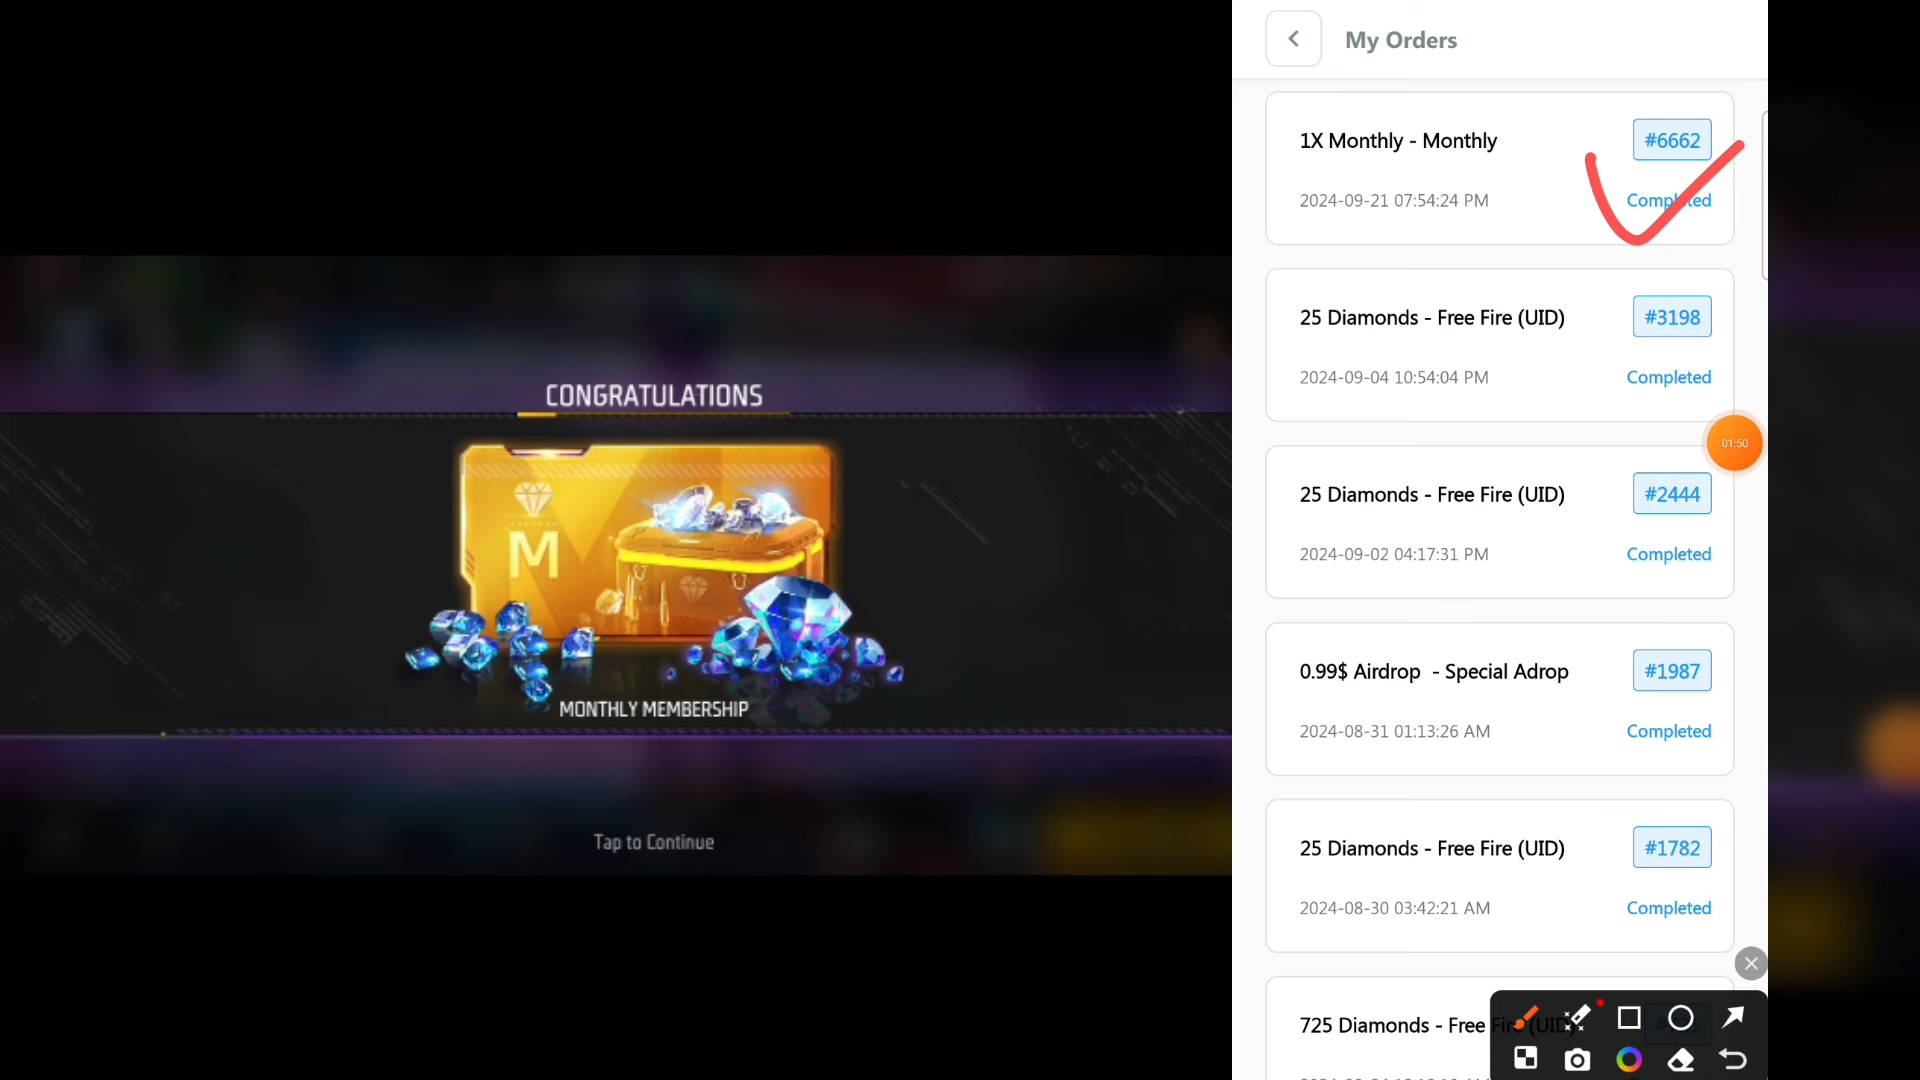 CONGRATULATIONS
M
MONTHLY MEMBERSHIP
Tap to Continue
My Orders
1X Monthly - Monthly
#6662
2024-09-21 07:54:24 PM
Completed
25 Diamonds - Free Fire (UID)
#3198
2024-09-04 10:54:04 PM
Completed
01:50
25 Diamonds - Free Fire (UID)
#2444
2024-09-02 04:17:31 PM
Completed
0.99$ Airdrop - Special Adrop
#1987
2024-08-31 01:13:26 AM
Completed
25 Diamonds - Free Fire (UID)
#1782
2024-08-30 03:42:21 AM
Completed
725 Diamonds - Free Fire (UID)